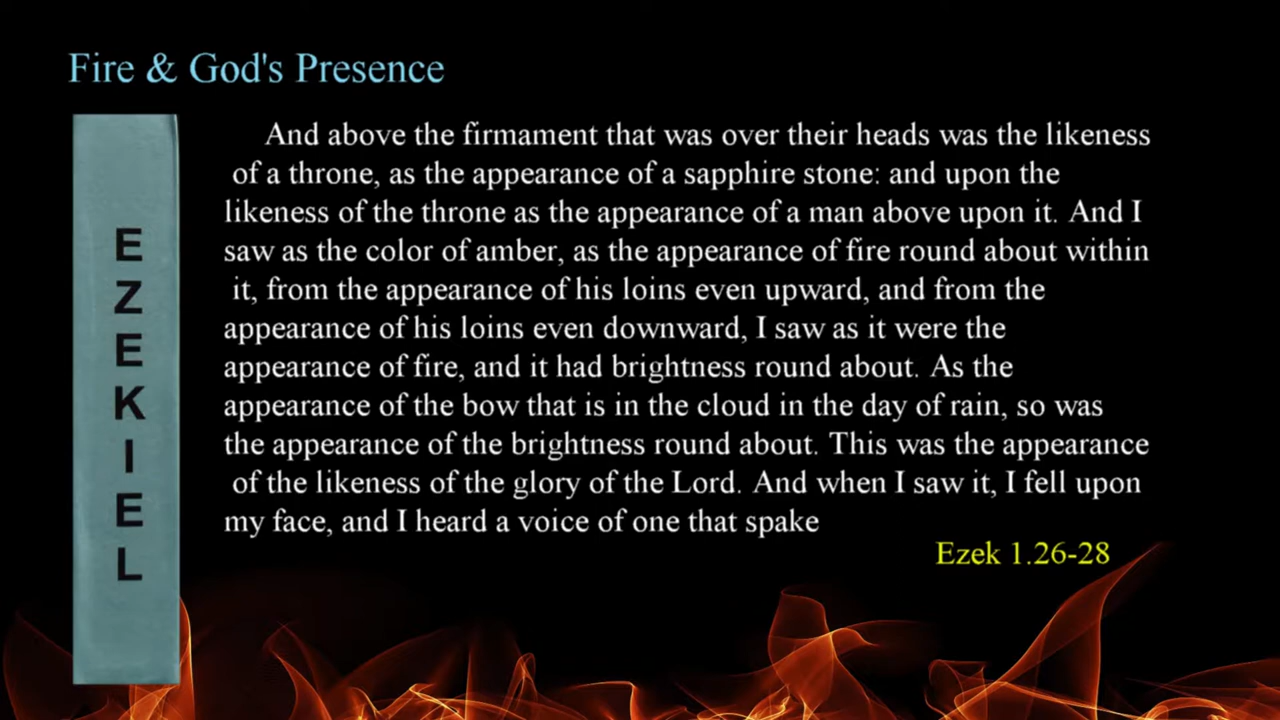 Fire & God's Presence
EZEKIEL
And above the firmament that was over their heads was the likeness
of a throne, as the appearance of a sapphire stone: and upon the
likeness of the throne as the appearance of a man above upon it. And I
saw as the color of amber, as the appearance of fire round about within
it, from the appearance of his loins even upward, and from the
appearance of his loins even downward, I saw as it were the
appearance of fire, and it had brightness round about. As the
appearance of the bow that is in the cloud in the day of rain, so was
the appearance of the brightness round about. This was the appearance
of the likeness of the glory of the Lord. And when I saw it, I fell upon
my face, and I heard a voice of one that spake
Ezek 1.26-28